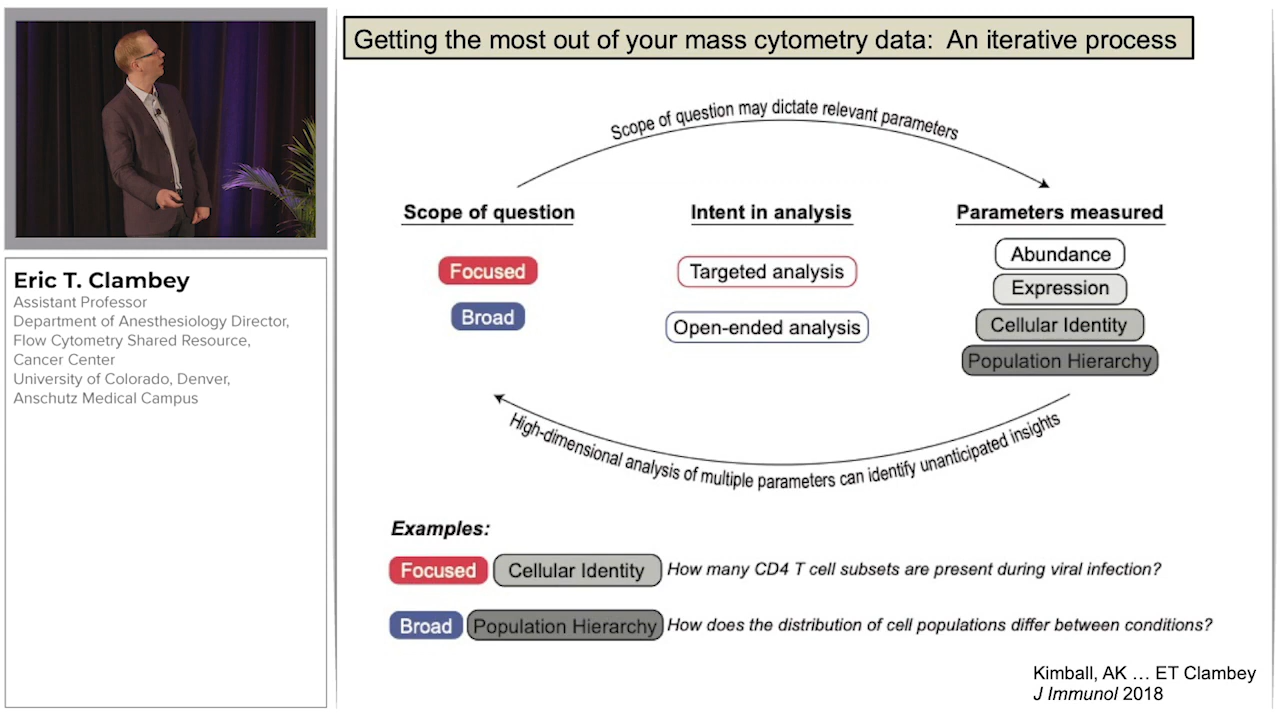 Getting the most out of your mass cytometry data: An iterative process
Eric T. Clambey
Assistant Professor
Department of Anesthesiology Director,
Flow Cytometry Shared Resource,
Cancer Center
University of Colorado, Denver,
Anschutz Medical Campus
Scope of question may dictate relevant parameters
Scope of question
Focused
Broad
Intent in analysis
Targeted analysis
Open-ended analysis
Parameters measured
Abundance
Expression
Cellular Identity
Population Hierarchy
High-dimensional analysis of multiple parameters can identify unanticipated insights
Examples:
Focused Cellular Identity How many CD4 T cell subsets are present during viral infection?
Broad Population Hierarchy How does the distribution of cell populations differ between conditions?
Kimball, AK … ET Clambey
J Immunol 2018